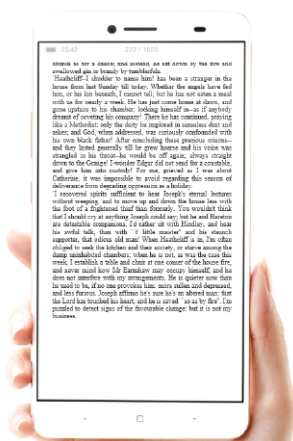 23:42 277 / 1600
stomach as for a dance; and instead, he sat down by the fire and
swallowed gin or brandy by tumblerfuls.
'Heathcliff—I shudder to name him! has been a stranger in the
house from last Sunday till today. Whether the angels have fed
him, or his kin beneath, I cannot tell; but he has not eaten a meal
with us for nearly a week. He has just come home at dawn, and
gone upstairs to his chamber; locking himself in—as if anybody
dreamt of coveting his company! There he has continued, praying
like a Methodist: only the deity he implored is senseless dust and
ashes; and God, when addressed, was curiously confounded with
his own black father! After concluding these precious orisons—
and they lasted generally till he grew hoarse and his voice was
strangled in his throat—he would be off again; always straight
down to the Grange! I wonder Edgar did not send for a constable,
and give him into custody! For me, grieved as I was about
Catherine, it was impossible to avoid regarding this season of
deliverance from degrading oppression as a holiday.
'I recovered spirits sufficient to hear Joseph's eternal lectures
without weeping, and to move up and down the house less with
the foot of a frightened thief than formerly. You wouldn't think
that I should cry at anything Joseph could say; but he and Hareton
are detestable companions. I'd rather sit with Hindley, and hear
his awful talk, than with "t' little maister" and his staunch
supporter, that odious old man! When Heathcliff is in, I'm often
obliged to seek the kitchen and their society, or starve among the
damp uninhabited chambers; when he is not, as was the case this
week, I establish a table and chair at one corner of the house fire,
and never mind how Mr Earnshaw may occupy himself; and he
does not interfere with my arrangements. He is quieter now than
he used to be, if no one provokes him: more sullen and depressed,
and less furious. Joseph affirms he's sure he's an altered man: that
the Lord has touched his heart, and he is saved "so as by fire". I'm
puzzled to detect signs of the favourable change: but it is not my
business.